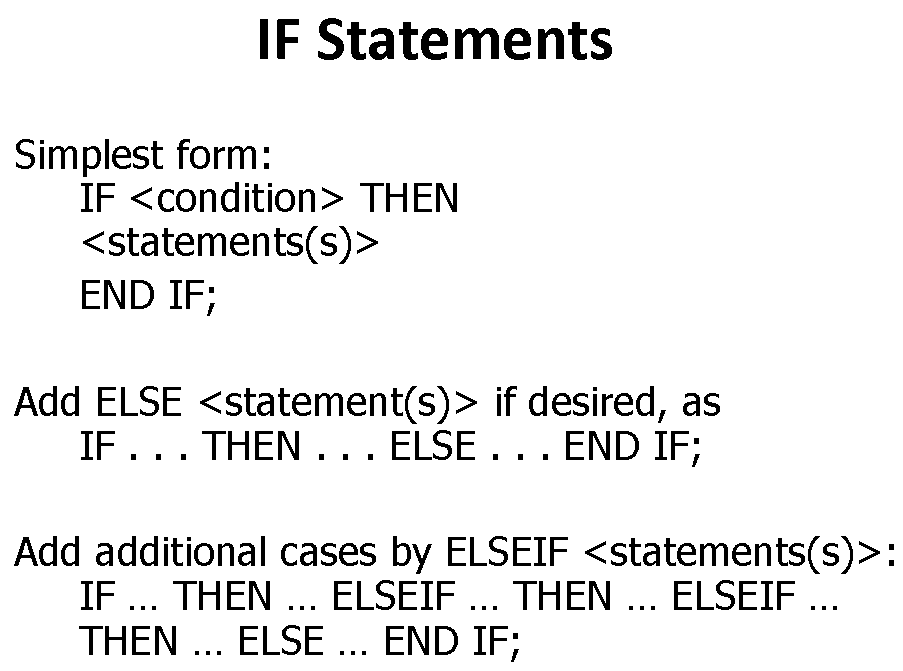 IF Statements
Simplest form:
IF <condition> THEN
<statements(s)>
END IF;
Add ELSE <statement(s)> if desired, as
IF . . . THEN . . . ELSE . . . END IF;
Add additional cases by ELSEIF <statements(s)>:
IF … THEN … ELSEIF … THEN … ELSEIF …
THEN … ELSE … END IF;